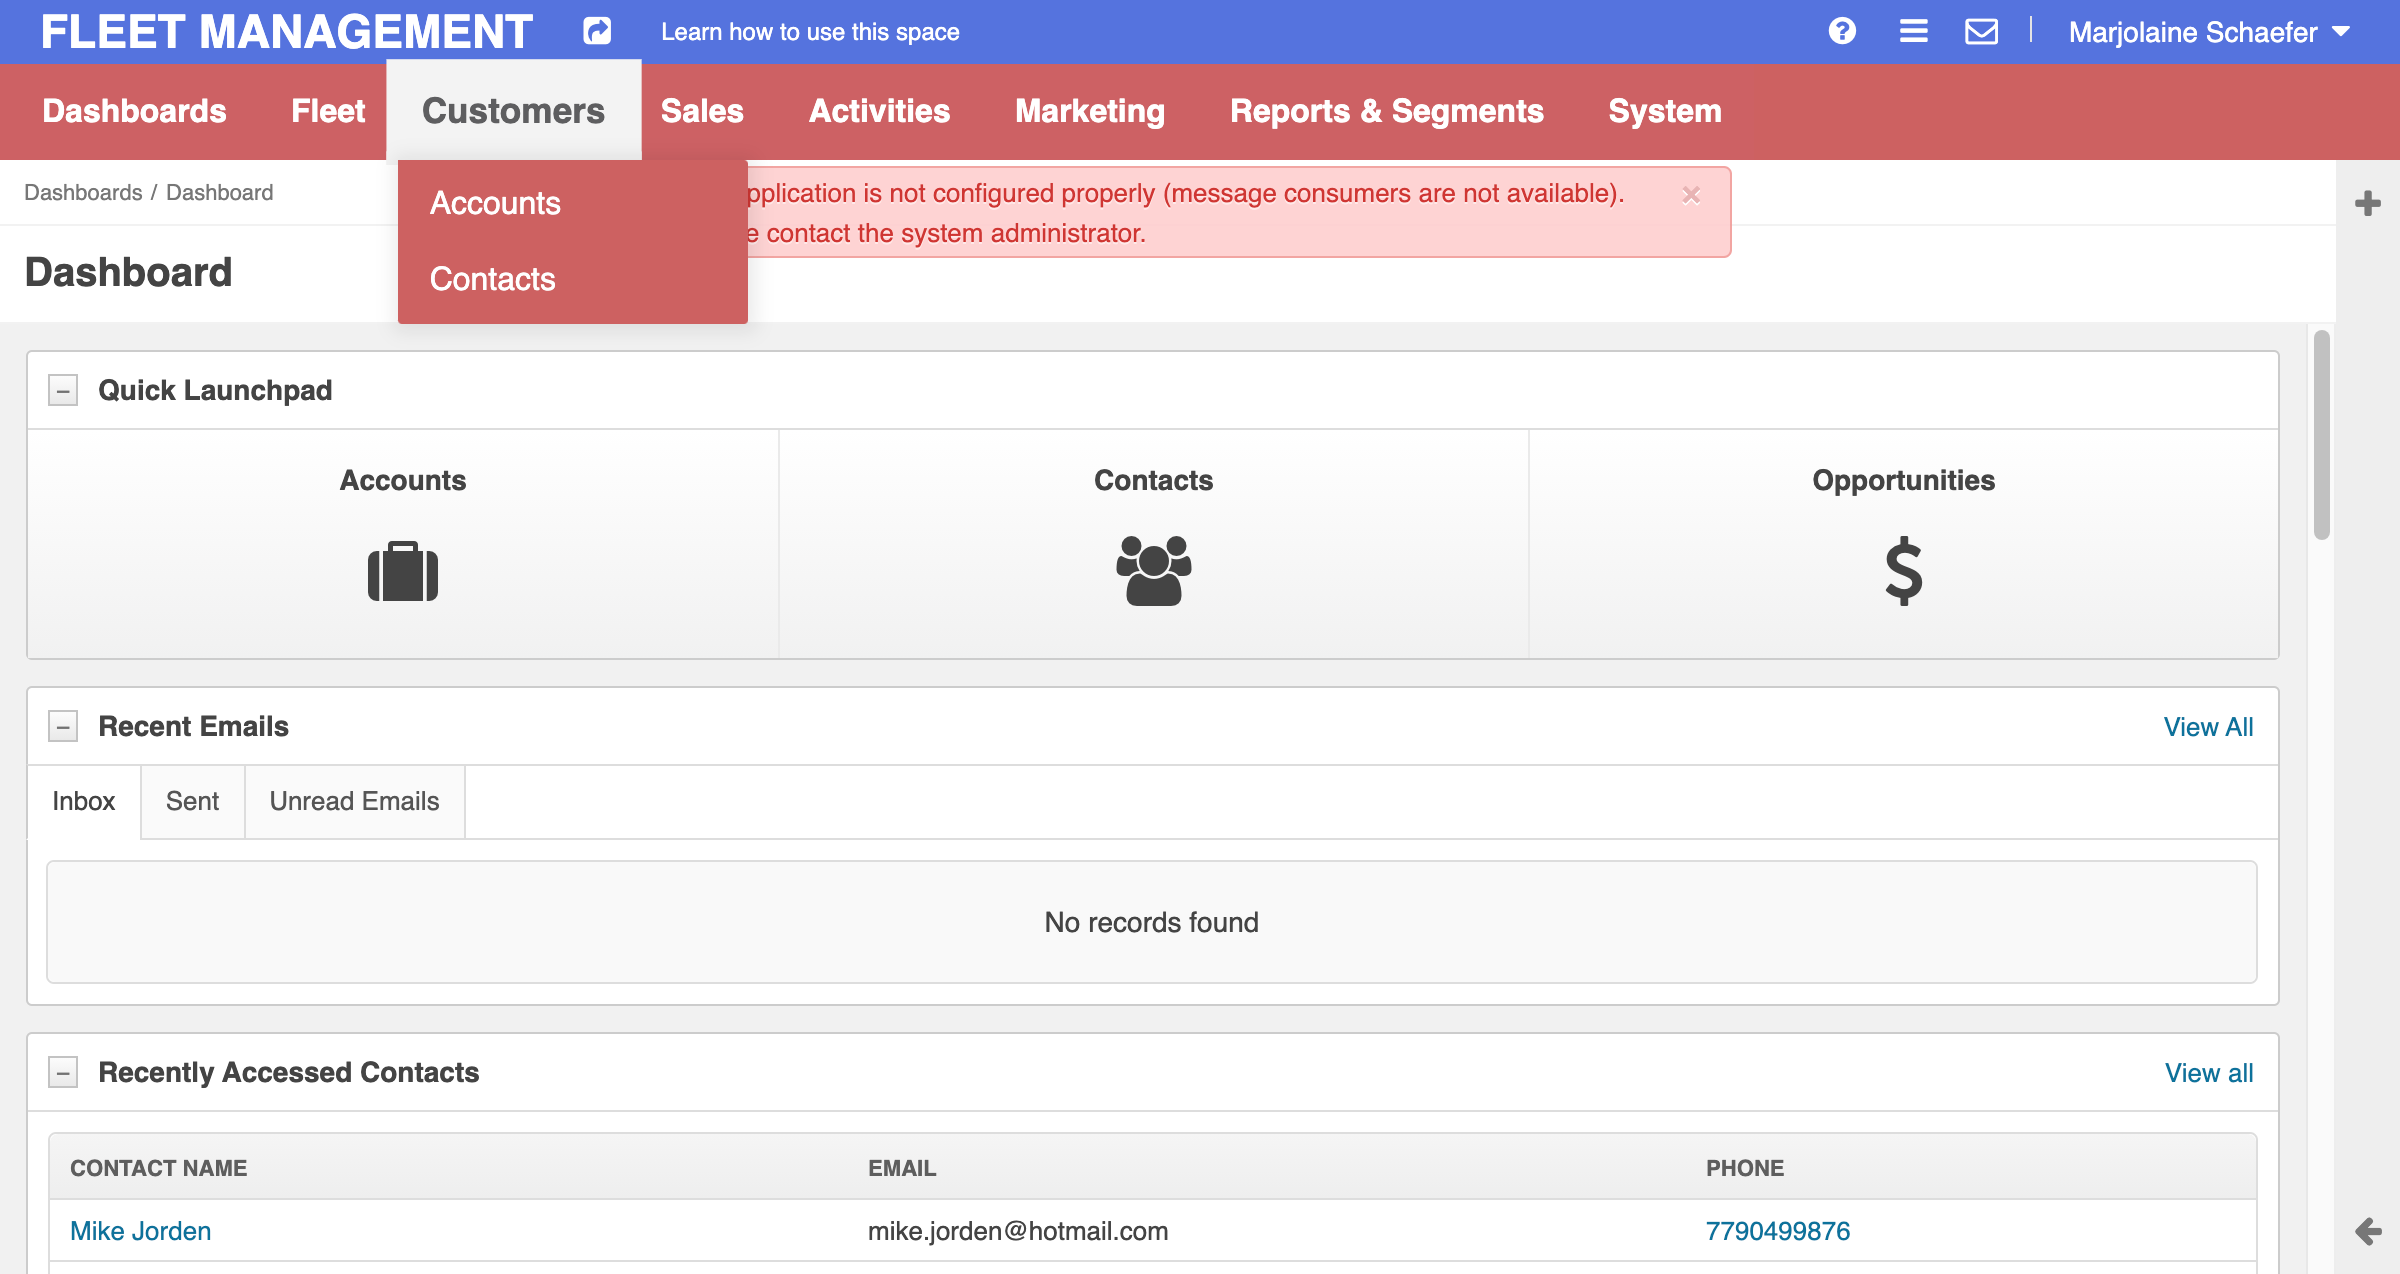 FLEET MANAGEMENT
Learn how to use this space
Marjolaine Schaefer
Dashboards
Fleet
Customers
Sales
Activities
Marketing
Reports & Segments
System
Accounts
Contacts
Dashboards / Dashboard
is not configured properly (message consumers are not available).
contact the system administrator.
Dashboard
Quick Launchpad
Accounts
Contacts
Opportunities
Recent Emails
View All
Inbox
Sent
Unread Emails
No records found
Recently Accessed Contacts
View all
CONTACT NAME
EMAIL
PHONE
Mike Jorden
mike.jorden@hotmail.com
7790499876